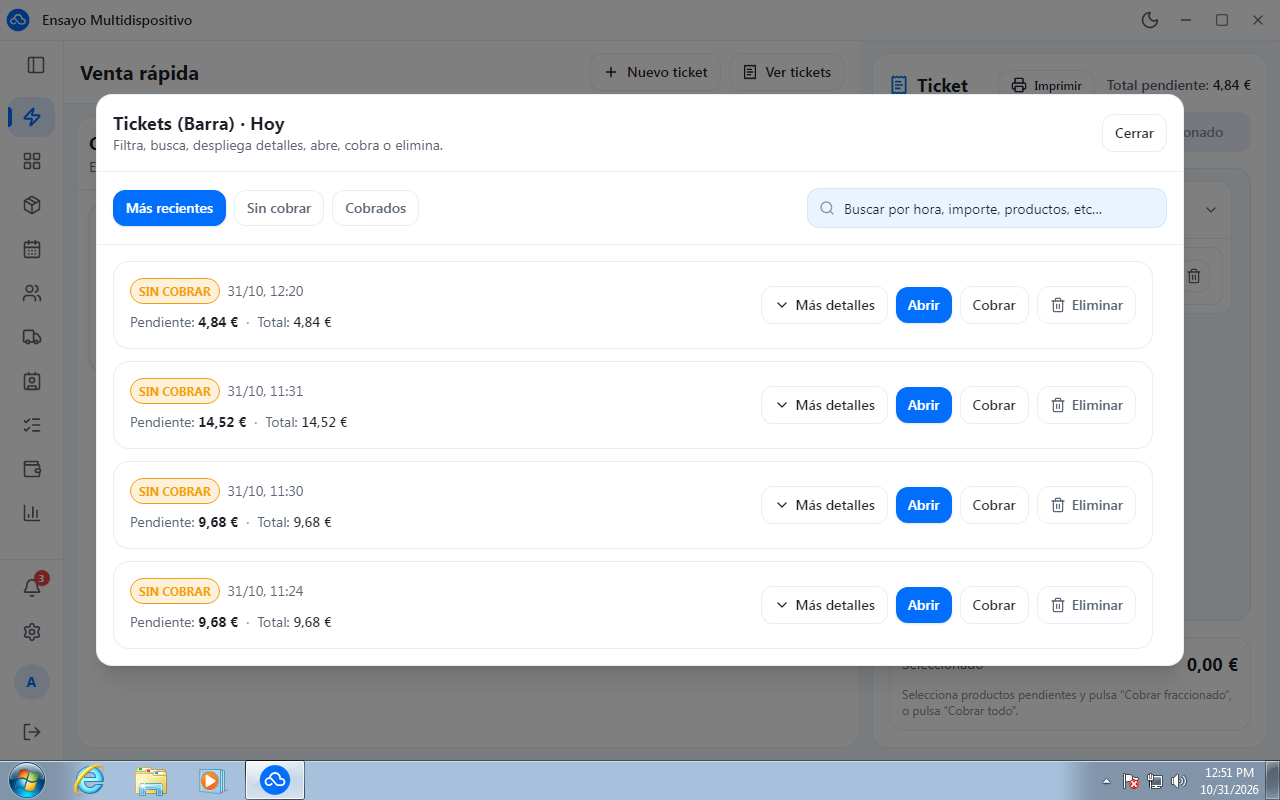 Ensayo Multidispositivo
Venta rápida
Nuevo ticket
Ver tickets
Ticket
Imprimir
Total pendiente: 4,84 €
Tickets (Barra) · Hoy
Filtra, busca, despliega detalles, abre, cobra o elimina.
Cerrar
Más recientes
Sin cobrar
Cobrados
Buscar por hora, importe, productos, etc...
SIN COBRAR 31/10, 12:20
Pendiente: 4,84 € · Total: 4,84 €
Más detalles
Abrir
Cobrar
Eliminar
SIN COBRAR 31/10, 11:31
Pendiente: 14,52 € · Total: 14,52 €
Más detalles
Abrir
Cobrar
Eliminar
SIN COBRAR 31/10, 11:30
Pendiente: 9,68 € · Total: 9,68 €
Más detalles
Abrir
Cobrar
Eliminar
SIN COBRAR 31/10, 11:24
Pendiente: 9,68 € · Total: 9,68 €
Más detalles
Abrir
Cobrar
Eliminar
3
A
Seleccionado
0,00 €
Selecciona productos pendientes y pulsa "Cobrar fraccionado",
o pulsa "Cobrar todo".
12:51 PM
10/31/2026